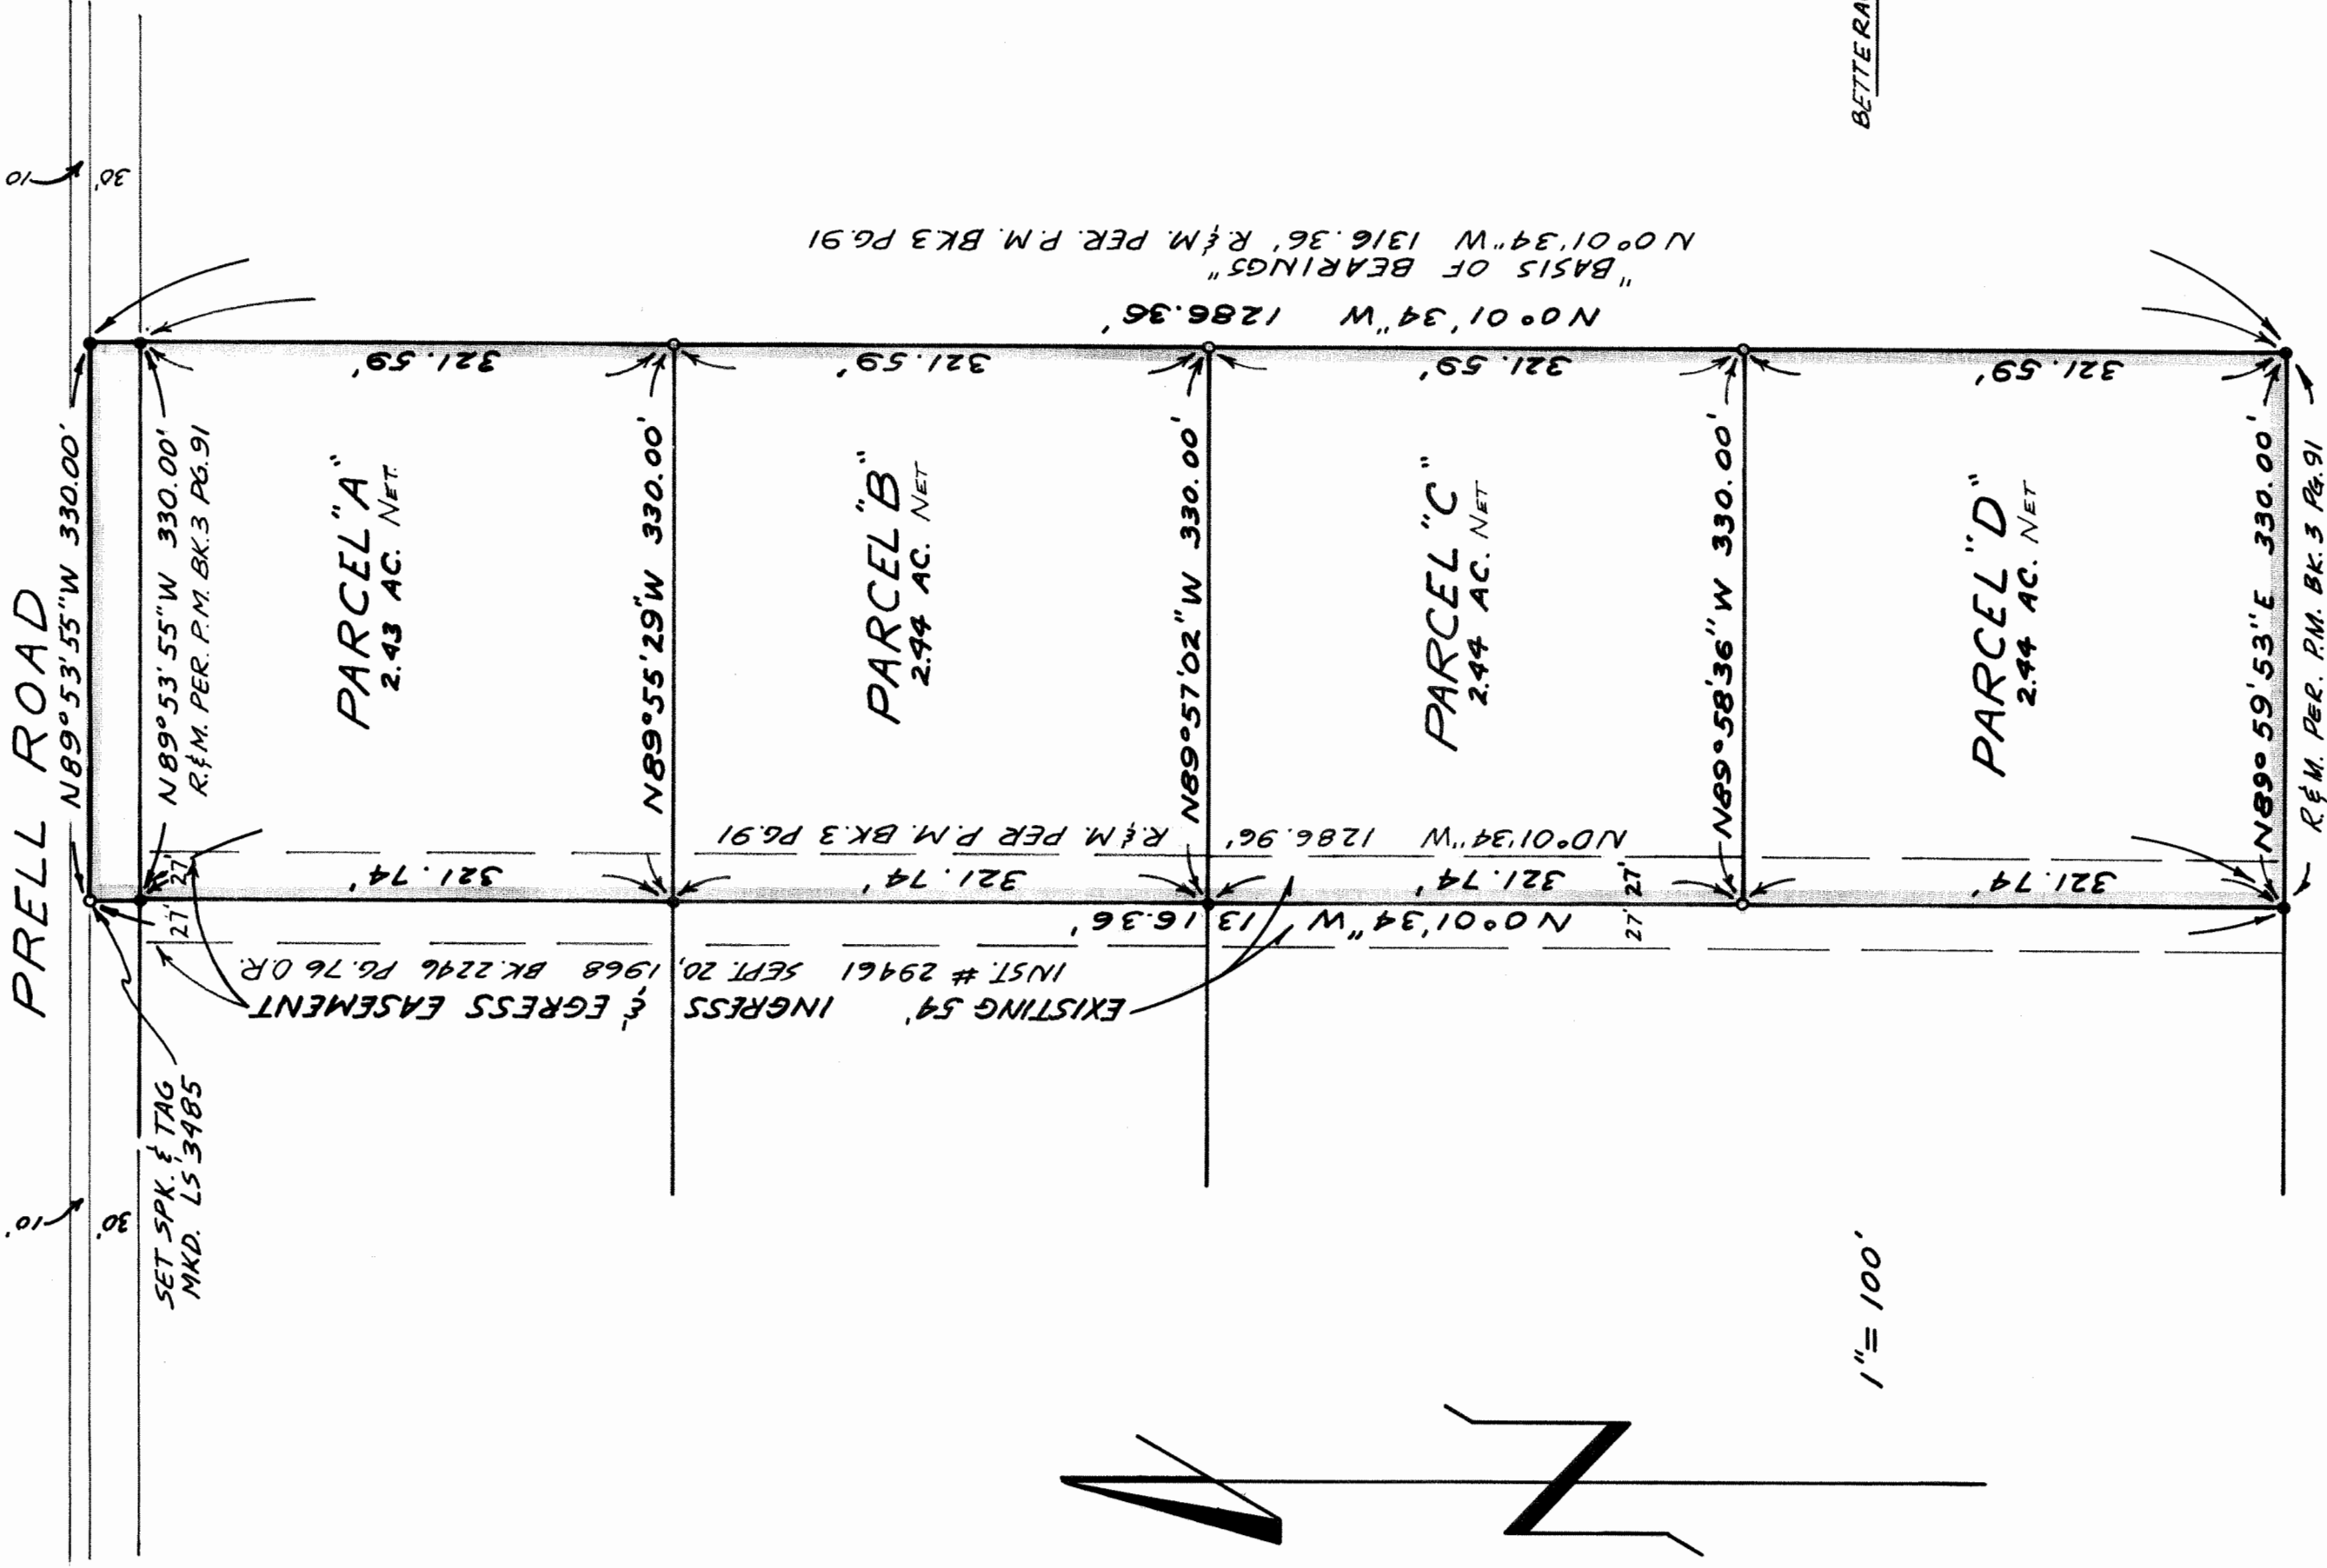 PRELL ROAD
N89°53'55"W 330.00'
N89°53'55"W 330.00'
R.&M. PER. P.M. BK.3 PG.91
10
30'
10'
30'
SET SPK. & TAG
MKD. LS 3485
PARCEL "A"
2.43 AC. NET.
321.59'
321.74'
N89°55'29"W 330.00'
PARCEL "B"
2.44 AC. NET
321.59'
321.74'
N89°57'02"W 330.00'
PARCEL "C"
2.44 AC. NET
321.59'
321.74'
N89°58'36"W 330.00'
PARCEL "D"
2.44 AC. NET
321.59'
321.74'
N89°59'53"E 330.00'
R.&M. PER. P.M. BK. 3 PG.91
N0°01'34"W 1316.36' R.&M. PER. P.M. BK.3 PG.91
"BASIS OF BEARINGS"
N0°01'34"W 1286.36'
N0°01'34"W 1286.96' R.&M. PER P.M. BK.3 PG.91
N0°01'34"W 1316.36'
27'
27'
27'
27'
INST. # 29461 SEPT. 20, 1968 BK.2246 PG.76 O.R.
EXISTING 54' INGRESS & EGRESS EASEMENT
1"= 100'
BETTERA